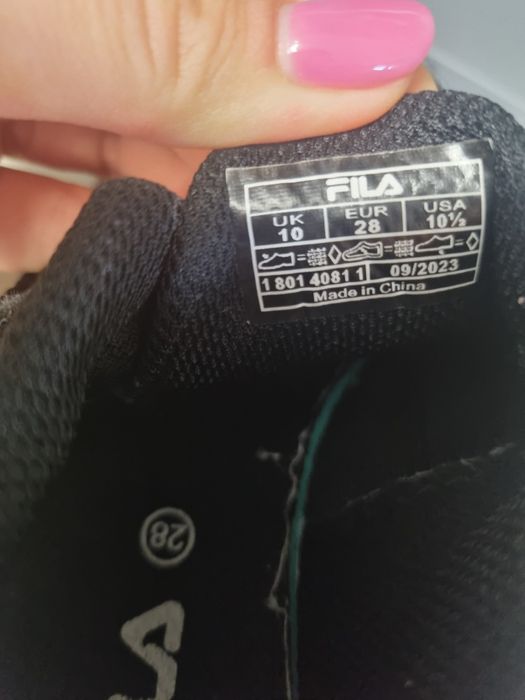 FILA
UK EUR USA
10 28 10½
1 801 4081 1 09/2023
Made in China
28